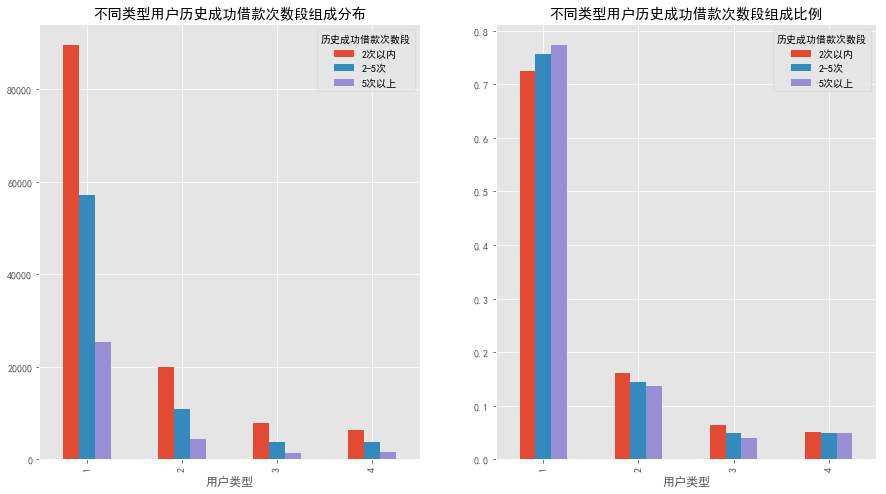 不同类型用户历史成功借款次数段组成分布
历史成功借款次数段
2次以内
2-5次
5次以上
80000
60000
40000
20000
0
1
2
3
4
用户类型
不同类型用户历史成功借款次数段组成比例
历史成功借款次数段
2次以内
2-5次
5次以上
0.8
0.7
0.6
0.5
0.4
0.3
0.2
0.1
0.0
1
2
3
4
用户类型